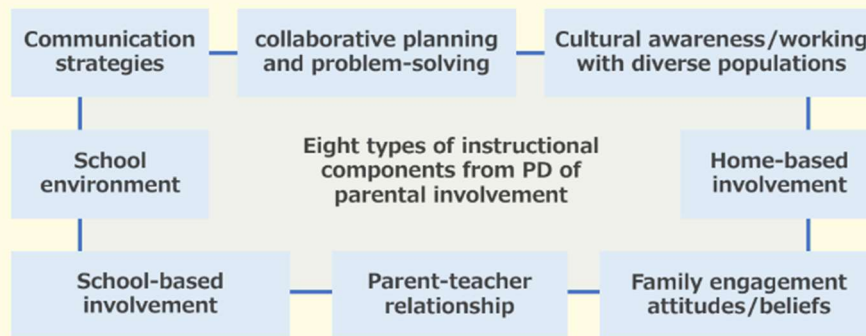 Communication
strategies
collaborative planning
and problem-solving
Cultural awareness/working
with diverse populations
School
environment
Eight types of instructional
components from PD of
parental involvement
Home-based
involvement
School-based
involvement
Parent-teacher
relationship
Family engagement
attitudes/beliefs